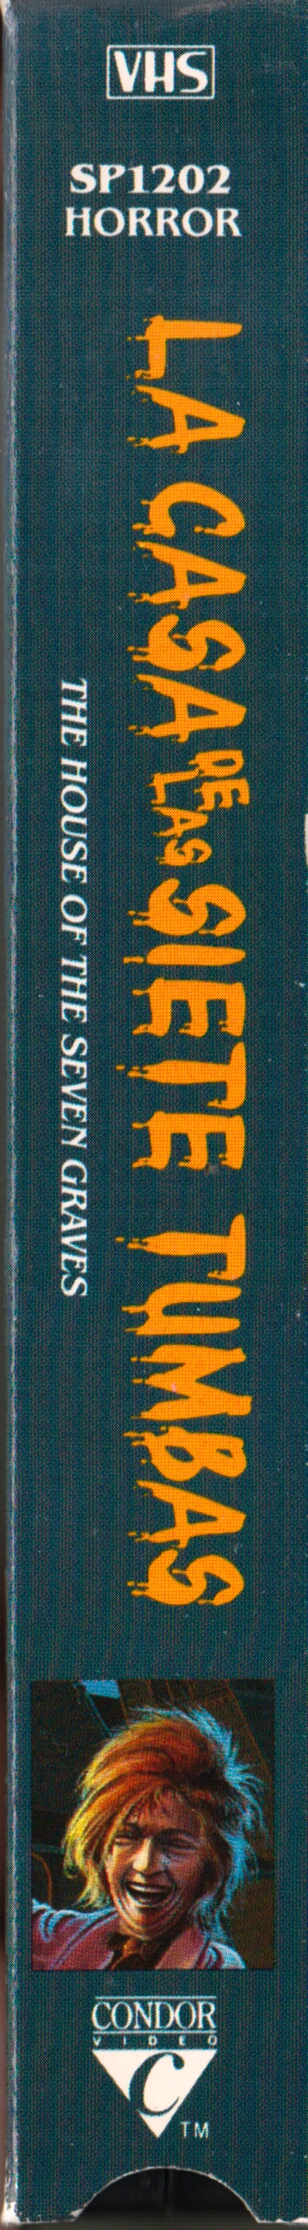 VHS
SP1202
HORROR
LA CASA DE LAS SIETE TUMBAS
THE HOUSE OF THE SEVEN GRAVES
CONDOR
VIDEO
C
TM